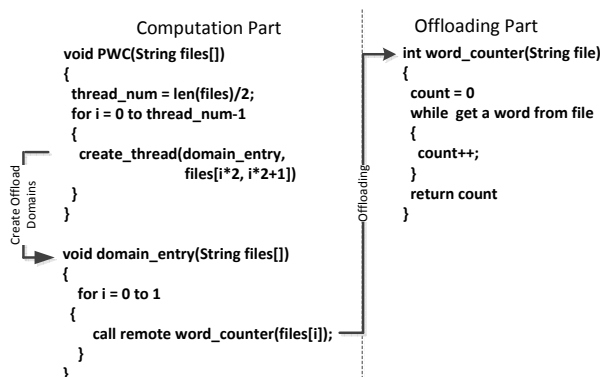 Computation Part
void PWC(String files[])
{
thread_num = len(files)/2;
for i = 0 to thread_num-1
{
create_thread(domain_entry,
files[i*2, i*2+1])
}
}
Create Offload
Domains
void domain_entry(String files[])
{
for i = 0 to 1
{
call remote word_counter(files[i]);
}
}
Offloading
Offloading Part
int word_counter(String file)
{
count = 0
while get a word from file
{
count++;
}
return count
}